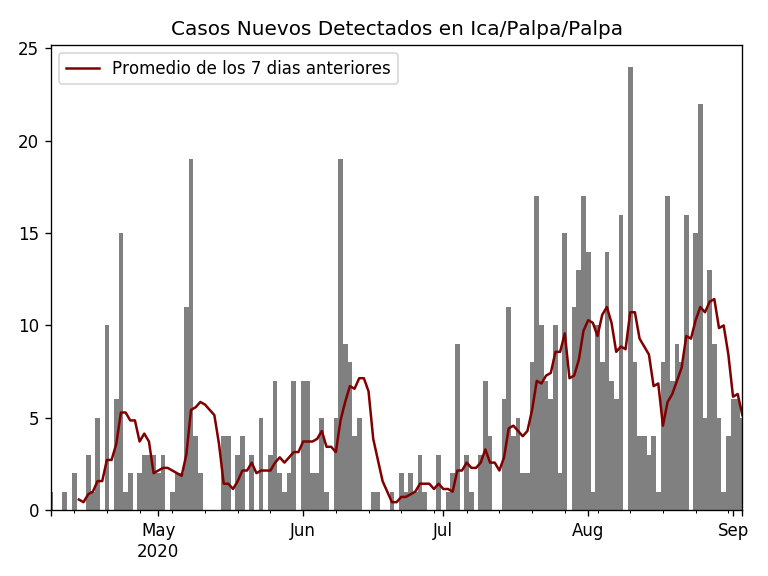 Casos Nuevos Detectados en Ica/Palpa/Palpa
Promedio de los 7 dias anteriores
25
20
15
10
5
0
May Jun Jul Aug Sep
2020